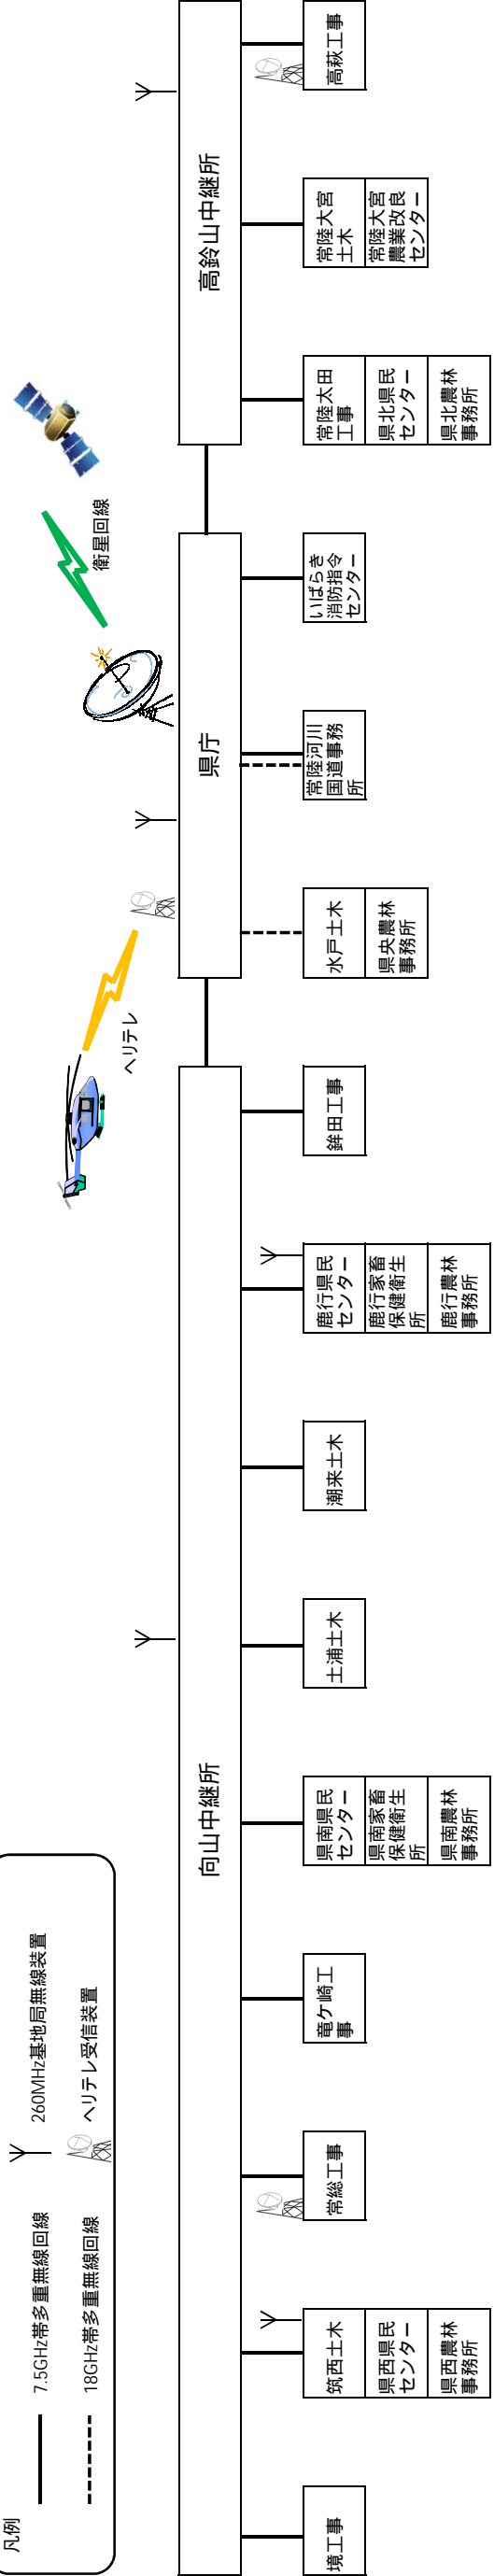 凡例
7.5GHz帯多重無線回線
18GHz帯多重無線回線
260MHz基地局無線装置
ヘリテレ受信装置
ヘリテレ
衛星回線
向山中継所
県庁
高鈴山中継所
境工事
筑西土木
県西県民
センター
県西農林
事務所
常総工事
竜ケ崎工
事
県南県民
センター
県南家畜
保健衛生
所
県南農林
事務所
土浦土木
潮来土木
鹿行県民
センター
鹿行家畜
保健衛生
所
鹿行農林
事務所
鉾田工事
水戸土木
県央農林
事務所
常陸河川
国道事務
所
いばらき
消防指令
センター
常陸太田
工事
県北県民
センター
県北農林
事務所
常陸大宮
土木
常陸大宮
農業改良
センター
高萩工事